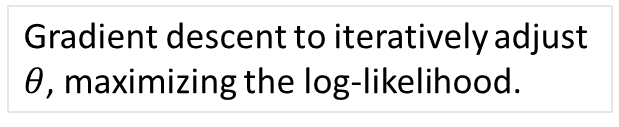 Gradient descent to iteratively adjust
θ, maximizing the log-likelihood.